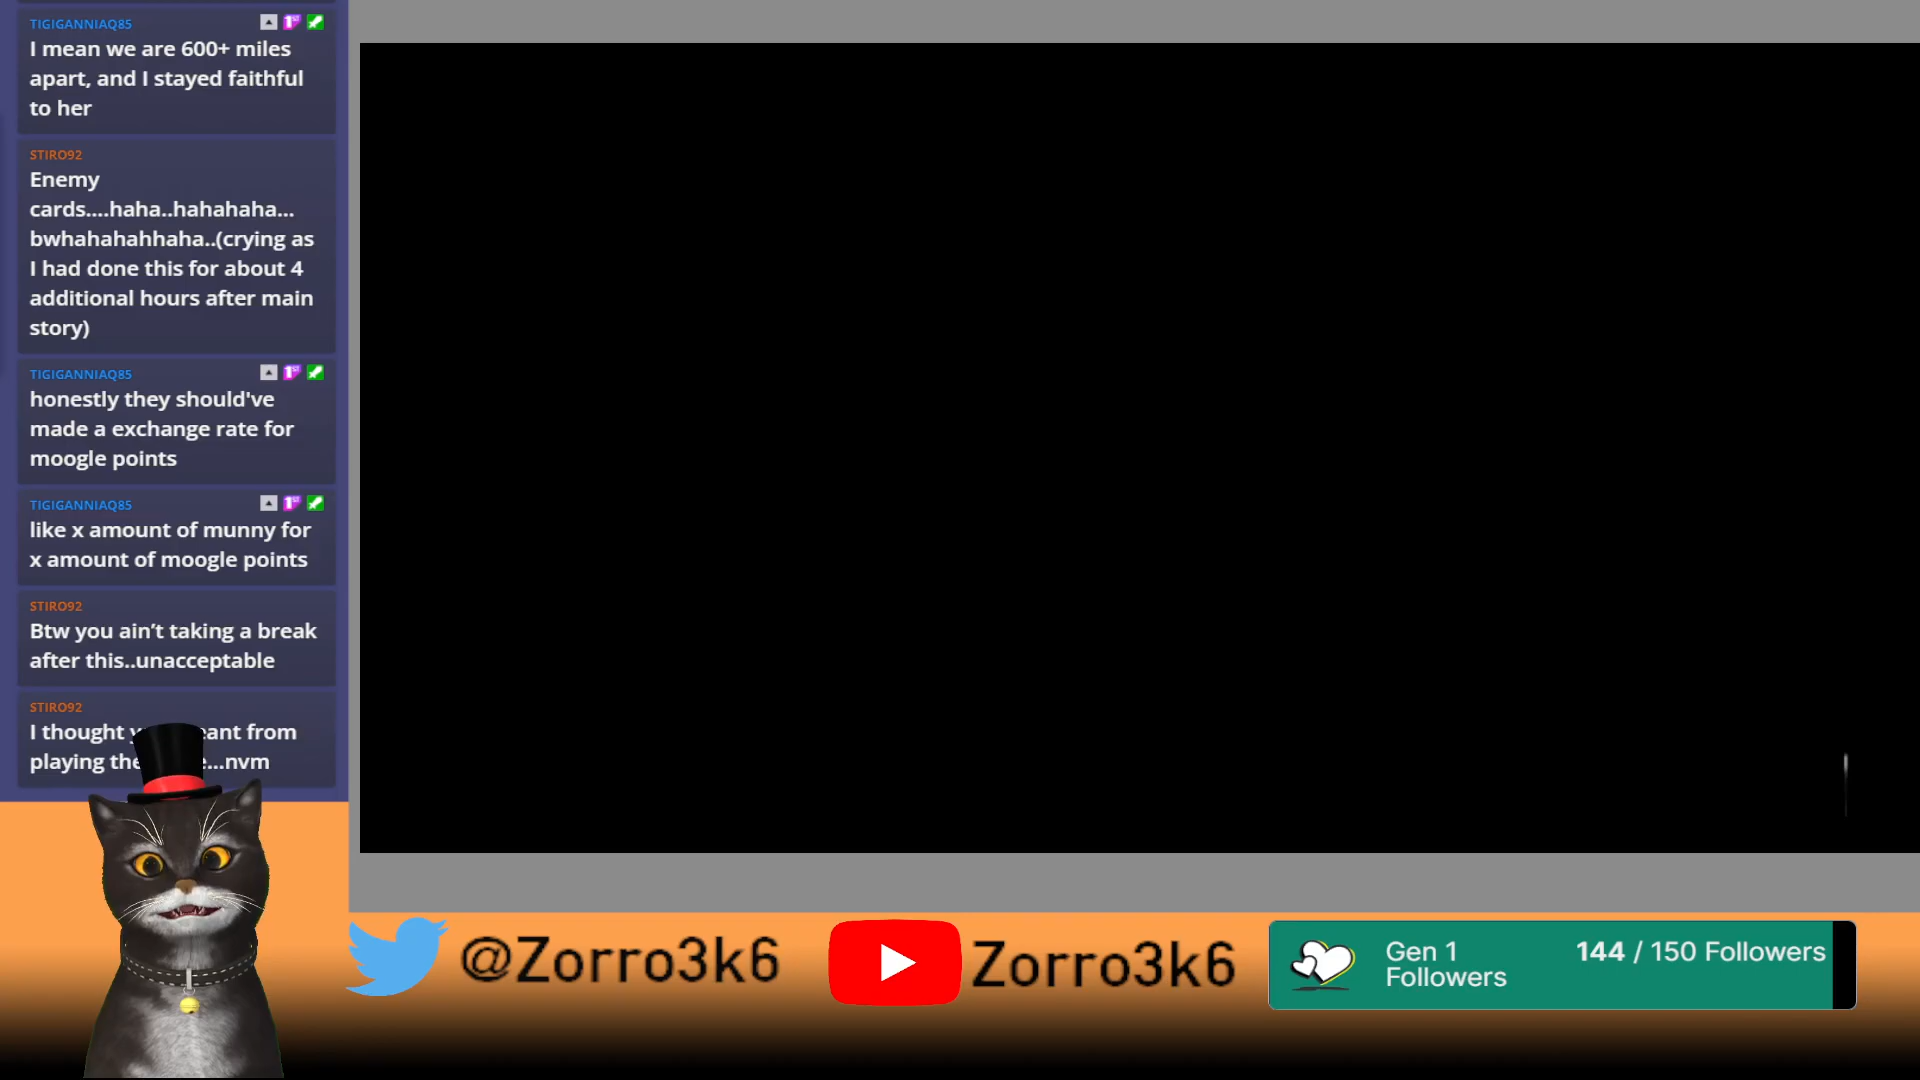 TIGIGANNIAQ85
I mean we are 600+ miles
apart, and I stayed faithful
to her
STIRO92
Enemy
cards....haha..hahahaha...
bwhahahahhaha..(crying as
I had done this for about 4
additional hours after main
story)
TIGIGANNIAQ85
honestly they should've
made a exchange rate for
moogle points
TIGIGANNIAQ85
like x amount of munny for
x amount of moogle points
STIRO92
Btw you ain’t taking a break
after this..unacceptable
STIRO92
I thought from
playing ...nvm
@Zorro3k6
Zorro3k6
Gen 1
Followers
144 / 150 Followers